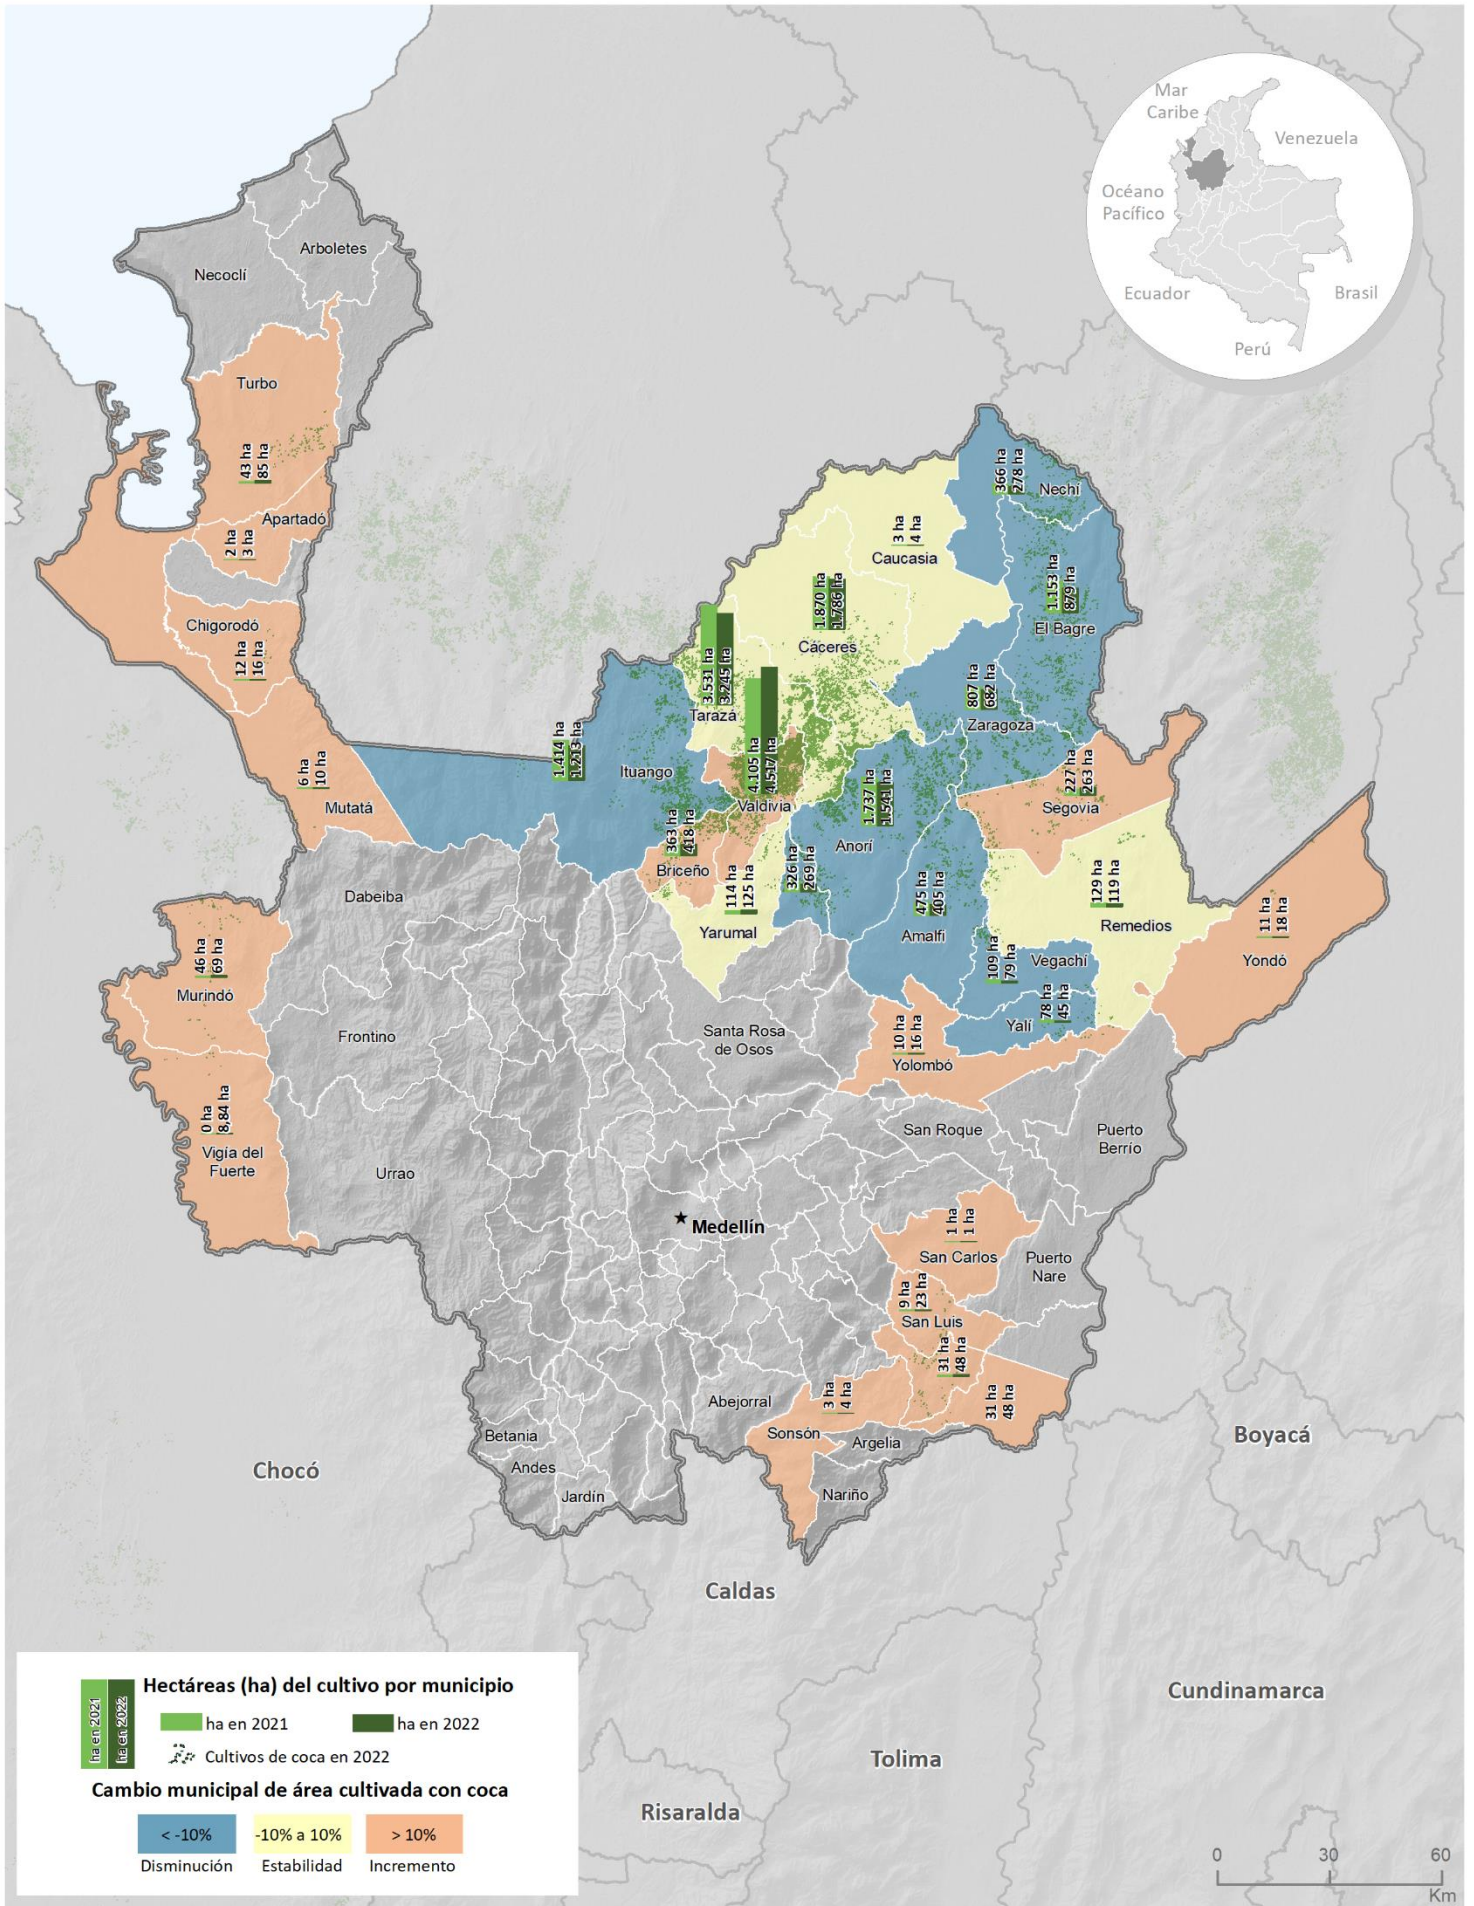 Mar
Caribe
Venezuela
Océano
Pacífico
Ecuador
Brasil
Perú
Arboletes
Necoclí
Turbo
43 ha
85 ha
Apartadó
2 ha
3 ha
Chigorodó
12 ha
16 ha
6 ha
10 ha
Mutatá
366 ha
278 ha
Nechí
3 ha
4 ha
Caucasia
1.153 ha
879 ha
El Bagre
1.870 ha
1.786 ha
Cáceres
3.531 ha
3.245 ha
Tarazá
807 ha
682 ha
Zaragoza
1.414 ha
1.213 ha
Ituango
4.105 ha
4.517 ha
Valdivia
227 ha
263 ha
Segovia
1.737 ha
1.541 ha
Anorí
363 ha
418 ha
Briceño
326 ha
269 ha
114 ha
125 ha
Yarumal
475 ha
405 ha
Amalfi
129 ha
119 ha
Remedios
11 ha
18 ha
Yondó
109 ha
79 ha
Vegachí
78 ha
45 ha
Yalí
Dabeiba
46 ha
69 ha
Murindó
Frontino
Santa Rosa
de Osos
10 ha
16 ha
Yolombó
0 ha
8,84 ha
Vigía del
Fuerte
Urrao
San Roque
Puerto
Berrío
Medellín
1 ha
1 ha
San Carlos
Puerto
Nare
9 ha
23 ha
San Luis
31 ha
48 ha
31 ha
48 ha
3 ha
4 ha
Abejorral
Sonsón
Argelia
Nariño
Betania
Andes
Jardín
Chocó
Boyacá
Caldas
Cundinamarca
Tolima
Risaralda
ha en 2021
ha en 2022
Hectáreas (ha) del cultivo por municipio
ha en 2021
ha en 2022
Cultivos de coca en 2022
Cambio municipal de área cultivada con coca
< -10%
-10% a 10%
> 10%
Disminución
Estabilidad
Incremento
0
30
60
Km